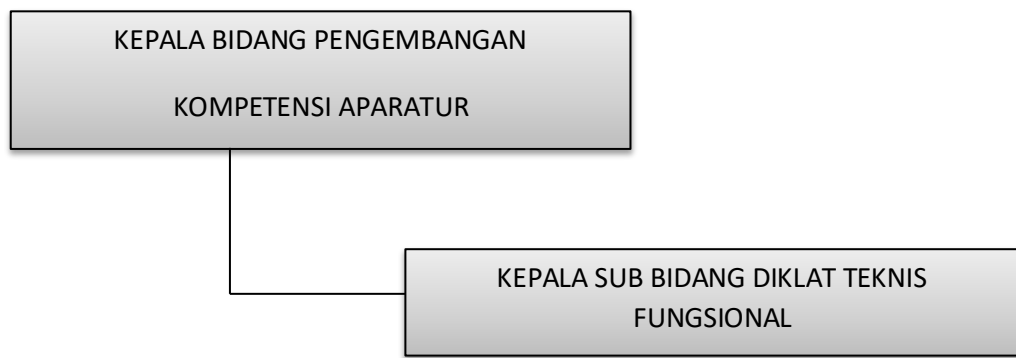 KEPALA BIDANG PENGEMBANGAN
KOMPETENSI APARATUR
KEPALA SUB BIDANG DIKLAT TEKNIS
FUNGSIONAL